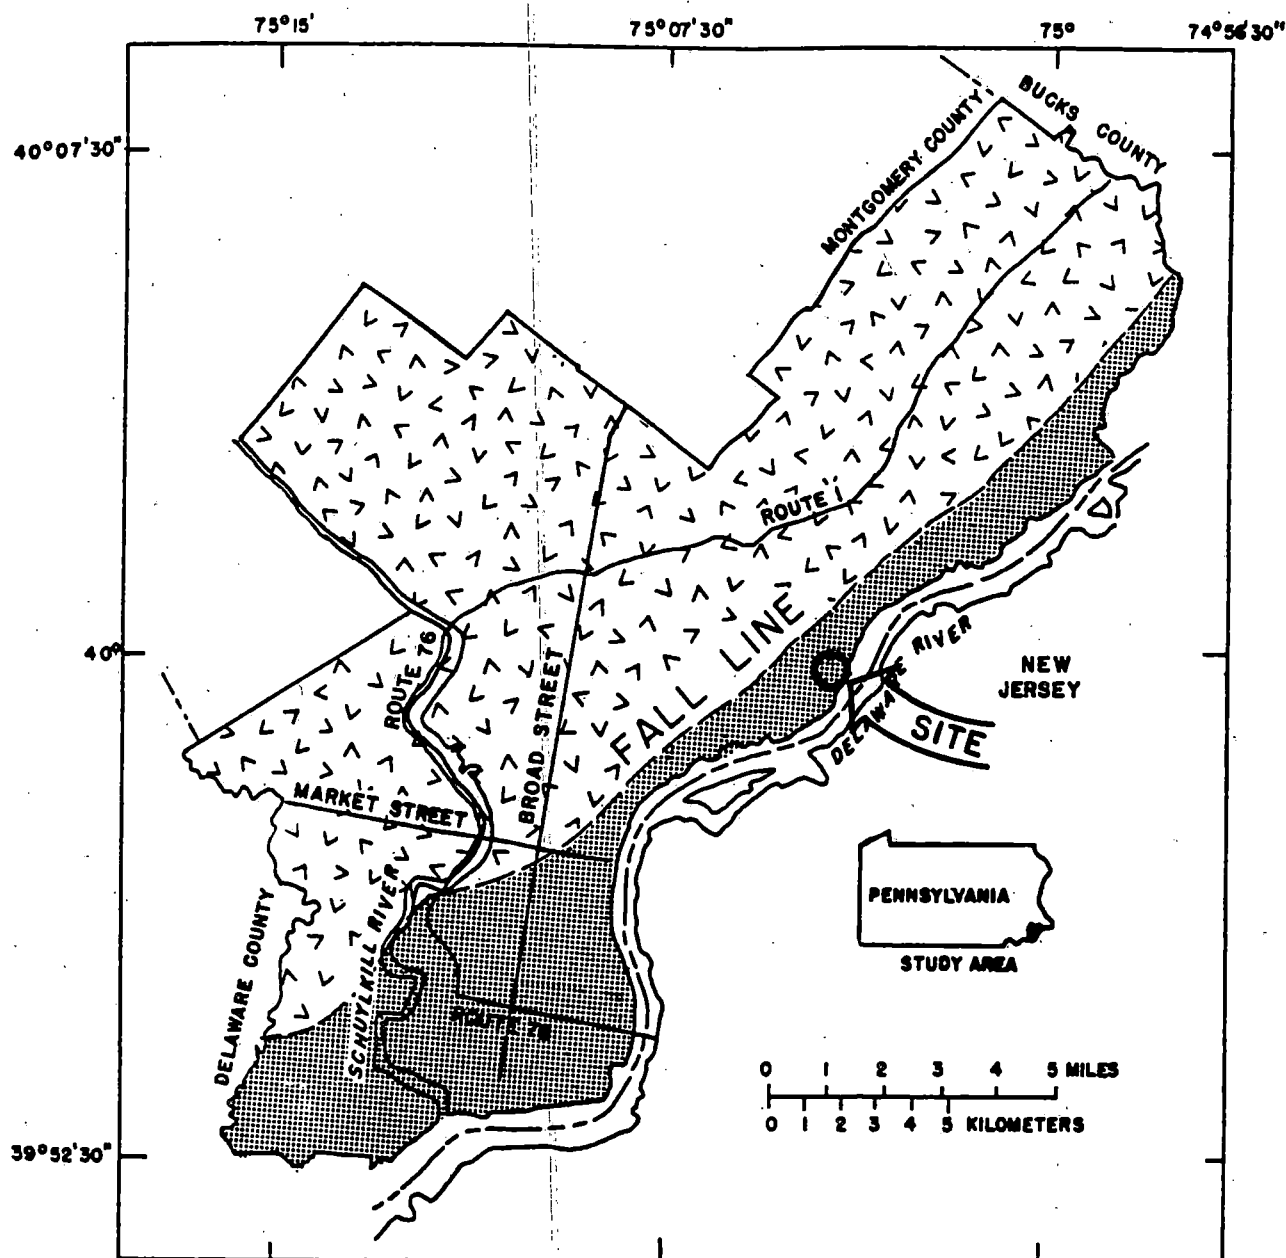 75°15'
75°07'30"
75°
74°56'30"
40°07'30"
BUCKS COUNTY
MONTGOMERY COUNTY
ROUTE 1
FALL LINE
40°
ROUTE 76
BROAD STREET
DELAWARE RIVER
NEW
JERSEY
SITE
MARKET STREET
PENNSYLVANIA
STUDY AREA
DELAWARE COUNTY
SCHUYLKILL RIVER
ROUTE 76
0 1 2 3 4 5 MILES
0 1 2 3 4 5 KILOMETERS
39°52'30"